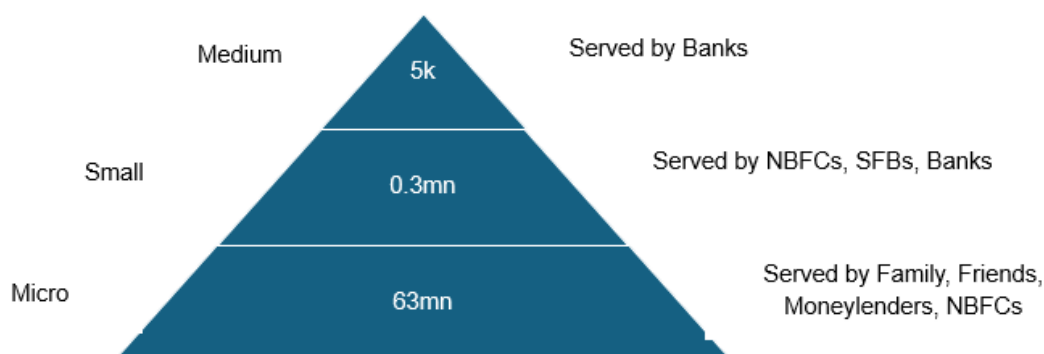 Medium
5k
Served by Banks
Small
0.3mn
Served by NBFCs, SFBs, Banks
Micro
63mn
Served by Family, Friends,
Moneylenders, NBFCs